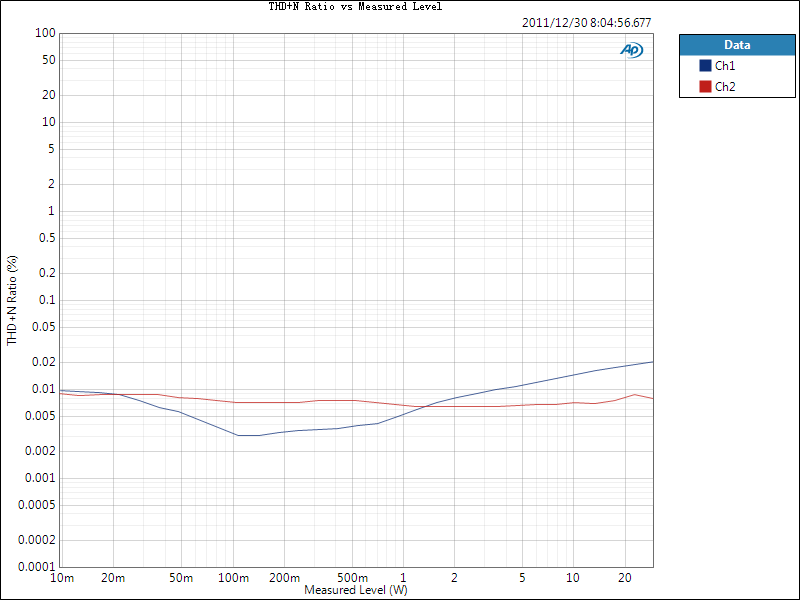 THD+N Ratio vs Measured Level
2011/12/30 8:04:56.677
AP
Data
Ch1
Ch2
THD+N Ratio (%)
100
50
20
10
5
2
1
0.5
0.2
0.1
0.05
0.02
0.01
0.005
0.002
0.001
0.0005
0.0002
0.0001
10m 20m 50m 100m 200m 500m 1 2 5 10 20
Measured Level (W)